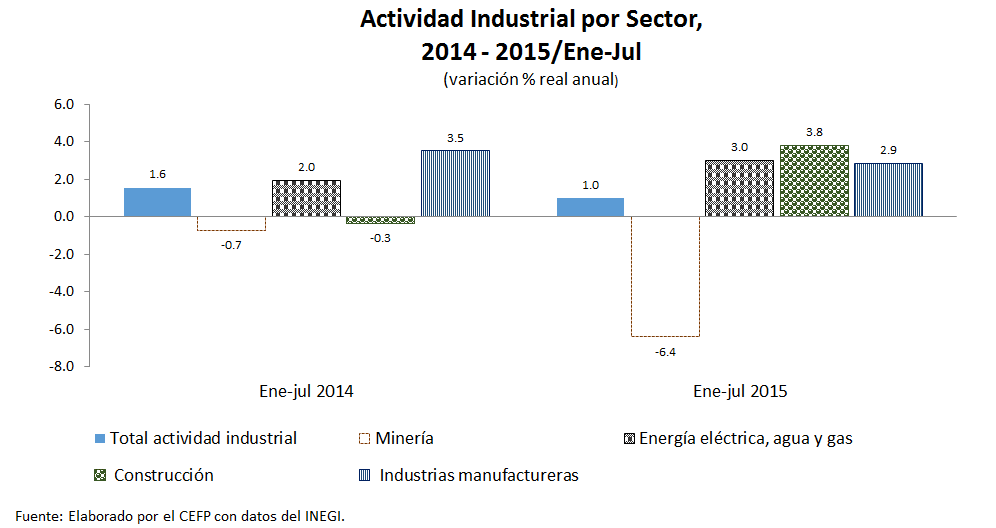 Actividad Industrial por Sector,
2014 - 2015/Ene-Jul
(variación % real anual)
6.0
4.0
2.0
0.0
-2.0
-4.0
-6.0
-8.0
1.6
-0.7
2.0
-0.3
3.5
1.0
-6.4
3.0
3.8
2.9
Ene-jul 2014
Ene-jul 2015
Total actividad industrial
Minería
Energía eléctrica, agua y gas
Construcción
Industrias manufactureras
Fuente: Elaborado por el CEFP con datos del INEGI.